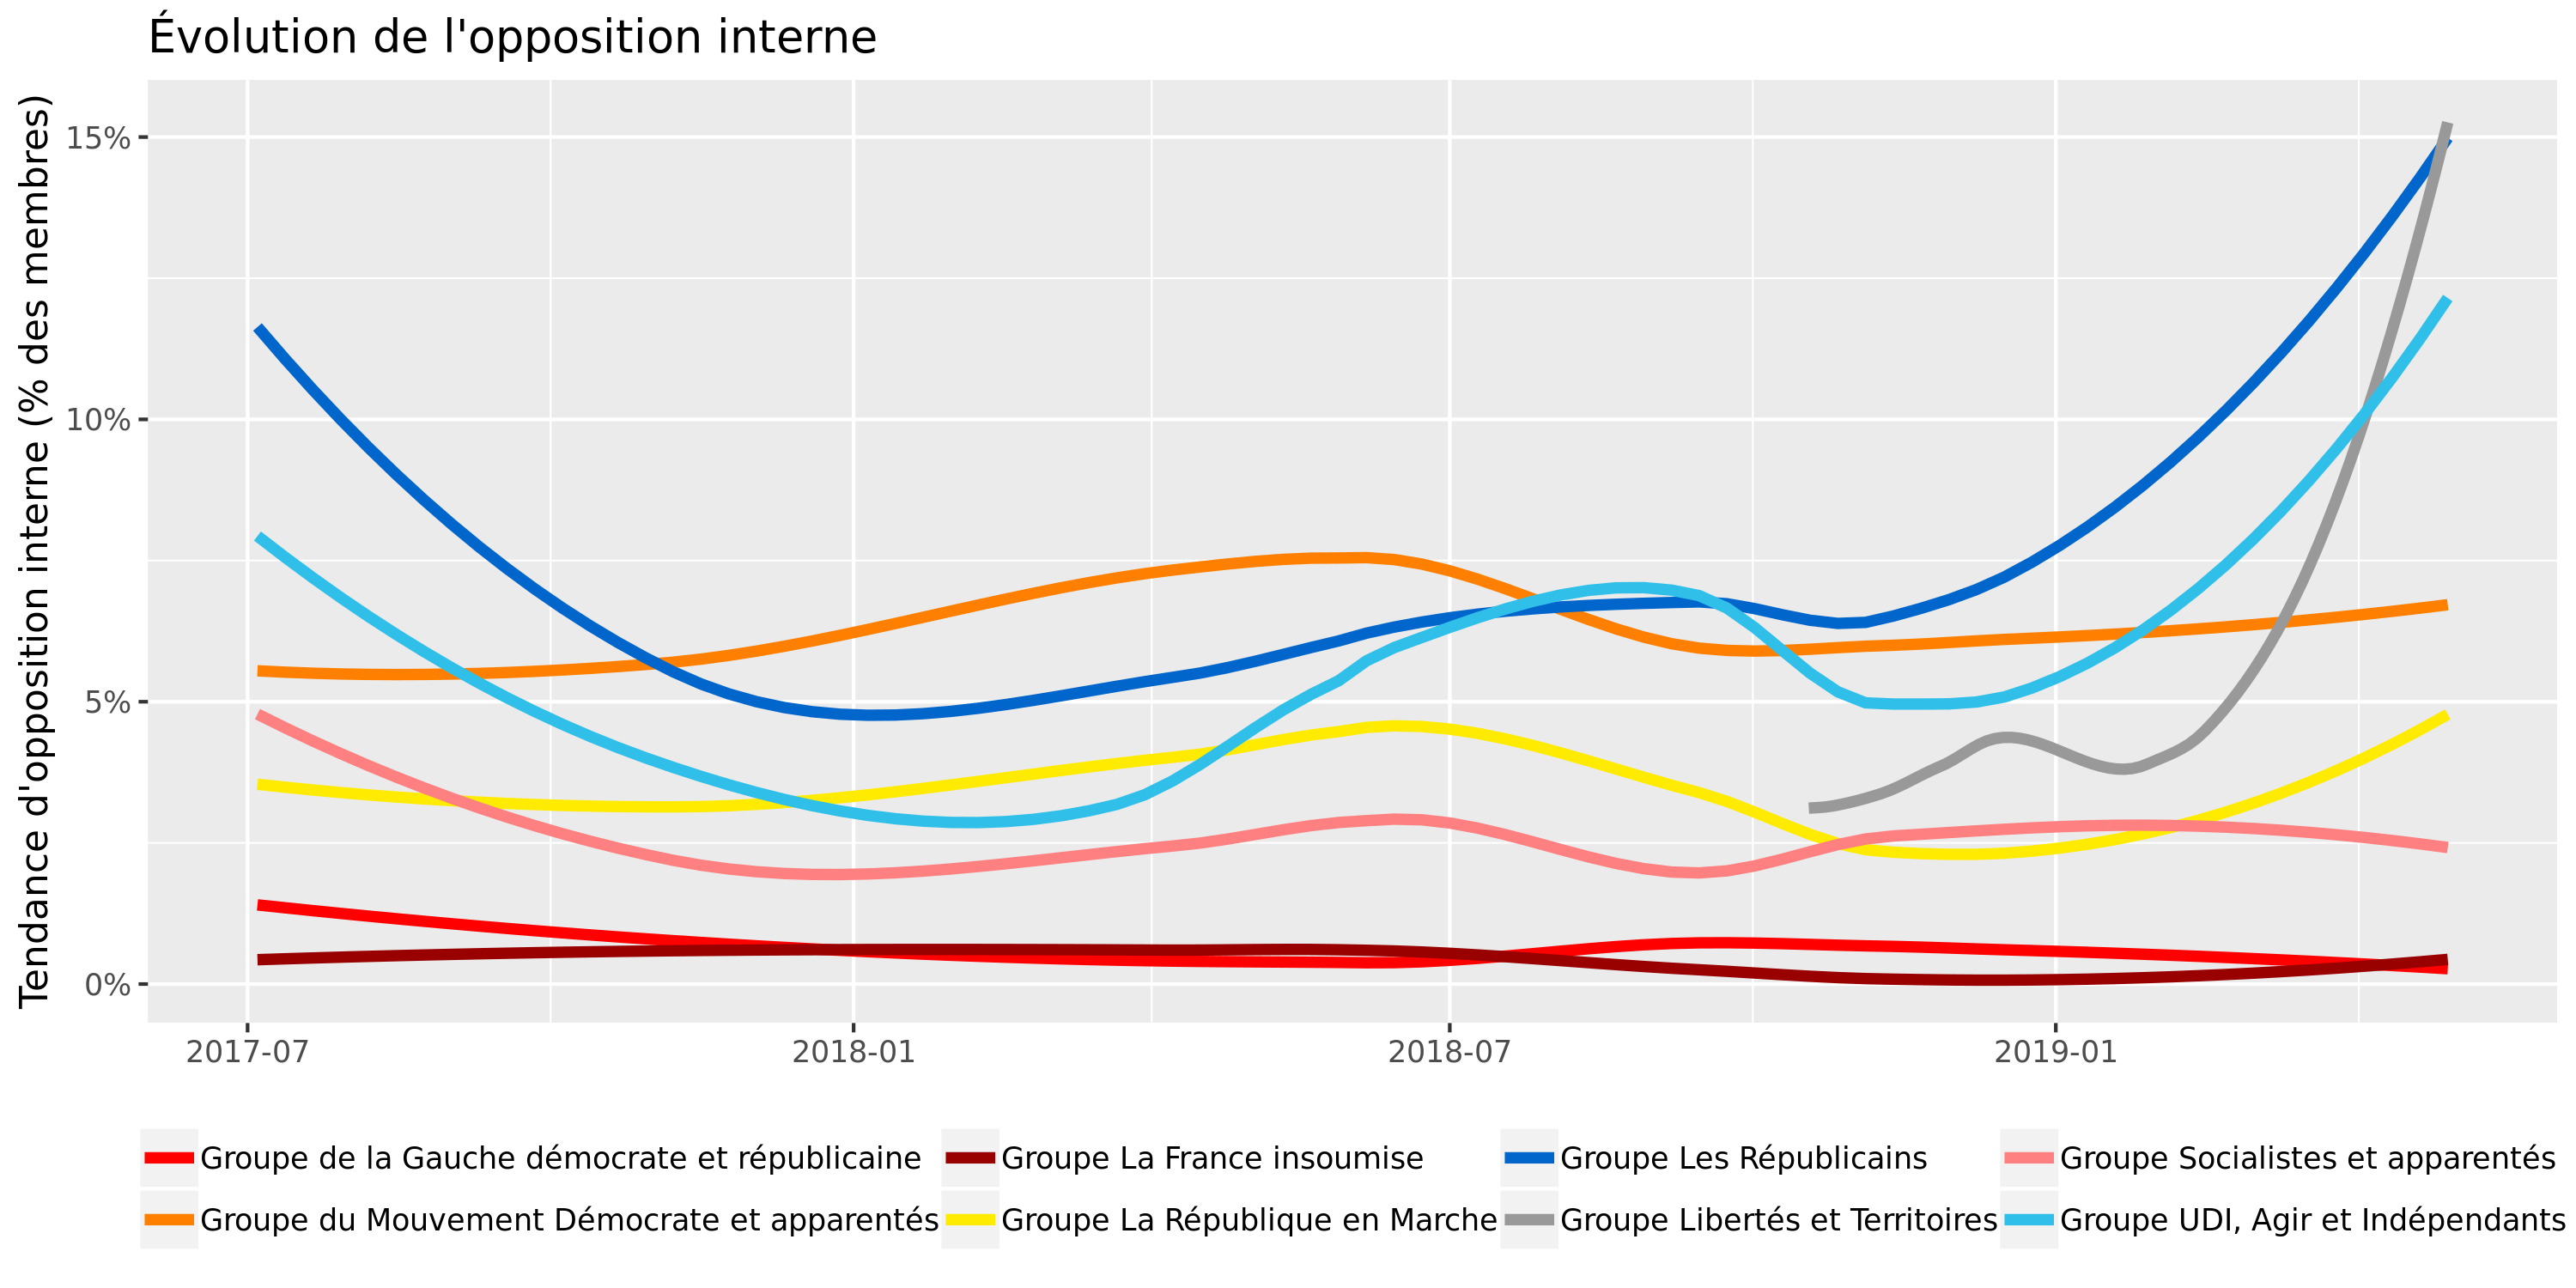 Évolution de l'opposition interne
Tendance d'opposition interne (% des membres)
15%
10%
5%
0%
2017-07 2018-01 2018-07 2019-01
Groupe de la Gauche démocrate et républicaine Groupe La France insoumise Groupe Les Républicains Groupe Socialistes et apparentés
Groupe du Mouvement Démocrate et apparentés Groupe La République en Marche Groupe Libertés et Territoires Groupe UDI, Agir et Indépendants